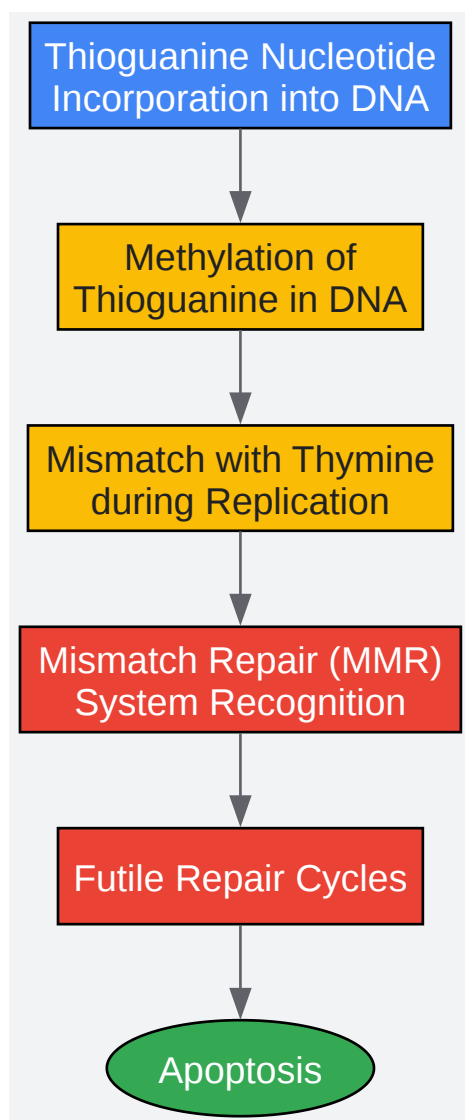 Thioguanine Nucleotide
Incorporation into DNA
Methylation of
Thioguanine in DNA
Mismatch with Thymine
during Replication
Mismatch Repair (MMR)
System Recognition
Futile Repair Cycles
Apoptosis